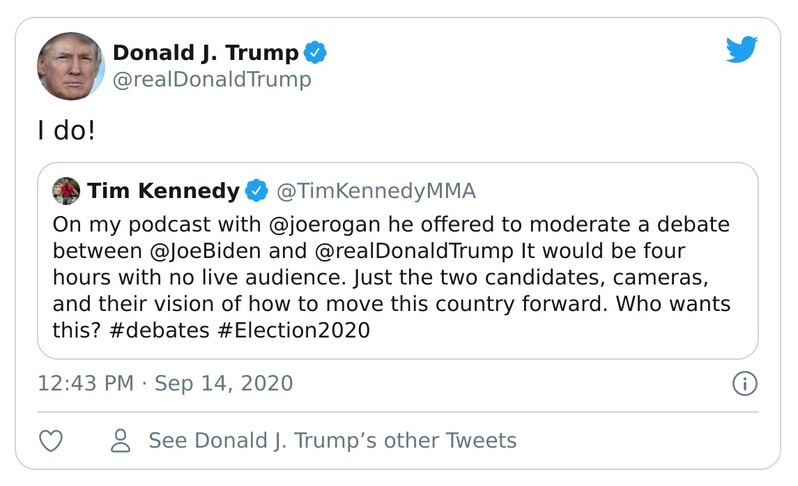 Donald J. Trump
@realDonaldTrump
I do!
Tim Kennedy @TimKennedyMMA
On my podcast with @joerogan he offered to moderate a debate
between @JoeBiden and @realDonaldTrump It would be four
hours with no live audience. Just the two candidates, cameras,
and their vision of how to move this country forward. Who wants
this? #debates #Election2020
12:43 PM · Sep 14, 2020
See Donald J. Trump’s other Tweets